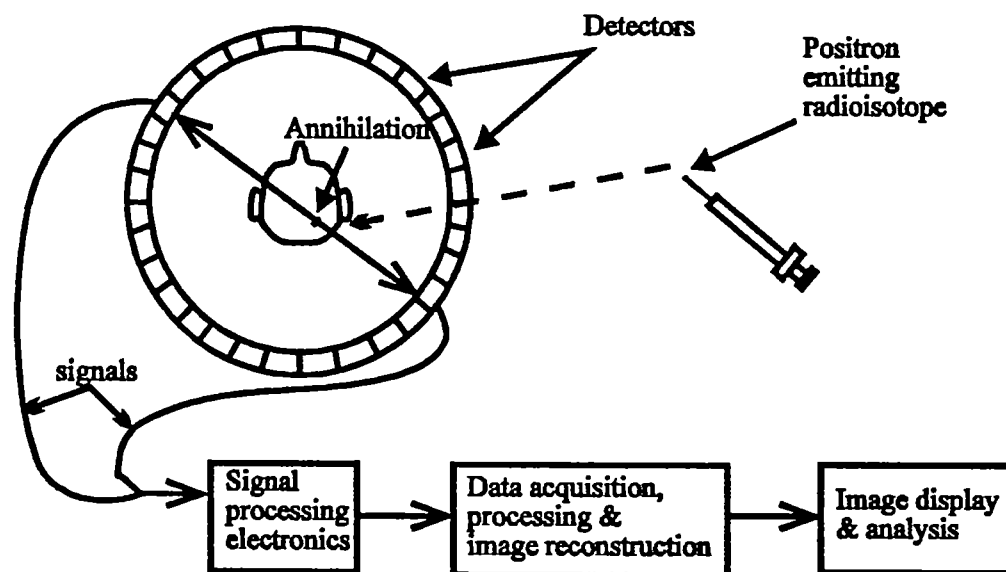 Detectors
Positron
emitting
radioisotope
Annihilation
signals
Signal
processing
electronics
Data acquisition,
processing &
image reconstruction
Image display
& analysis